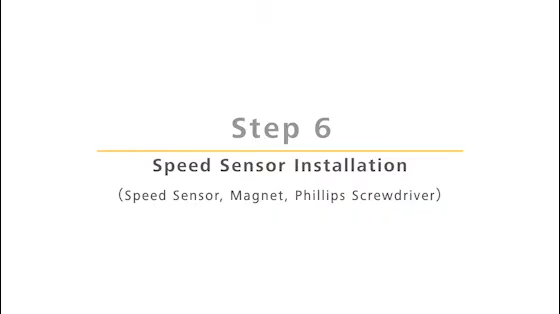 Step 6
Speed Sensor Installation
(Speed Sensor, Magnet, Phillips Screwdriver)